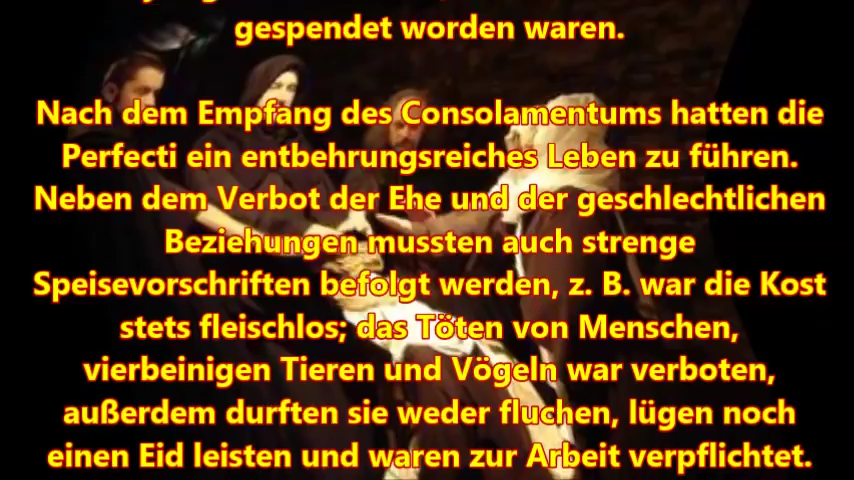 gespendet worden waren.
Nach dem Empfang des Consolamentums hatten die
Perfecti ein entbehrungsreiches Leben zu führen.
Neben dem Verbot der Ehe und der geschlechtlichen
Beziehungen mussten auch strenge
Speisevorschriften befolgt werden, z. B. war die Kost
stets fleischlos; das Töten von Menschen,
vierbeinigen Tieren und Vögeln war verboten,
außerdem durften sie weder fluchen, lügen noch
einen Eid leisten und waren zur Arbeit verpflichtet.